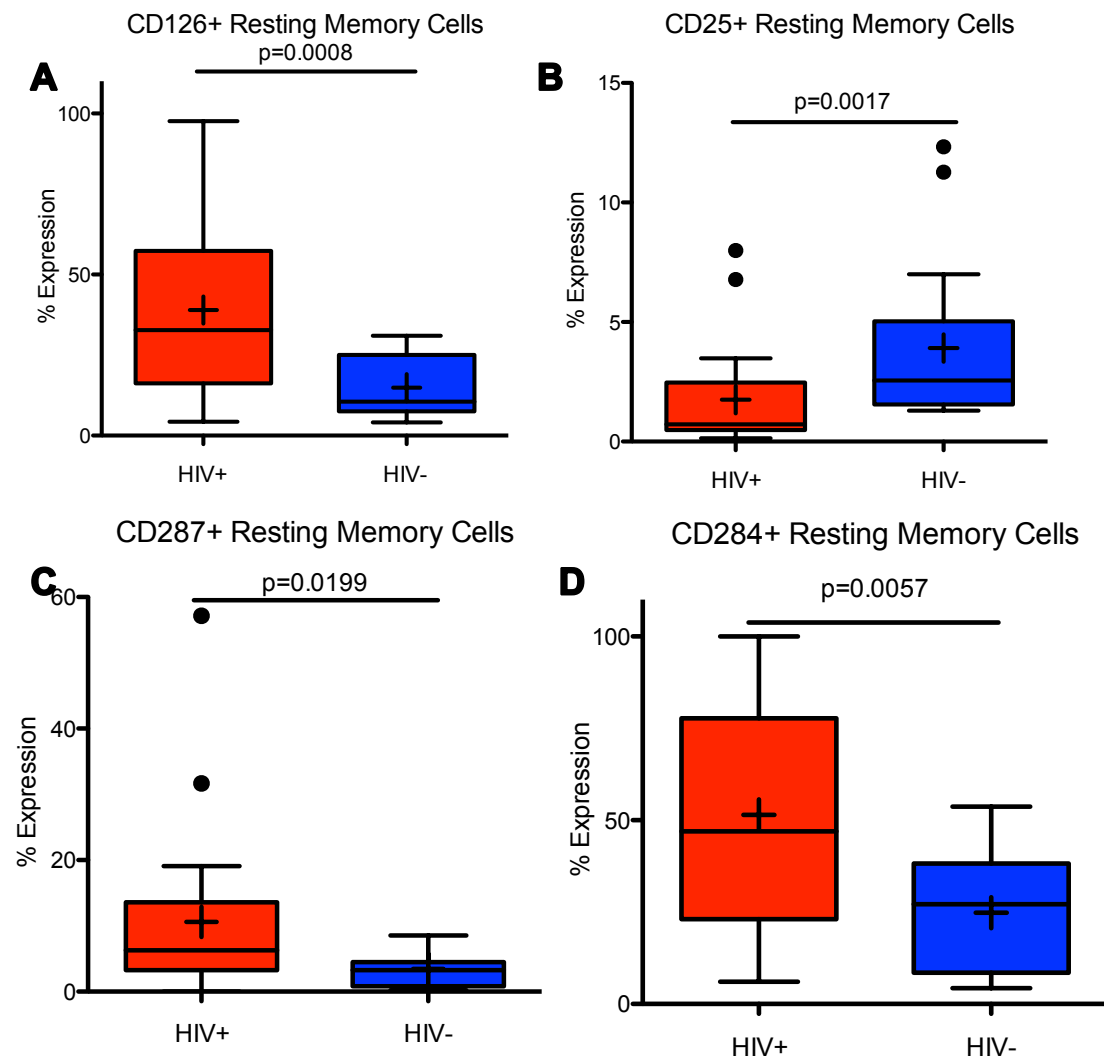 CD126+ Resting Memory Cells
A
p=0.0008
100
50
0
% Expression
HIV+
HIV-
CD25+ Resting Memory Cells
B
p=0.0017
15
10
5
0
% Expression
HIV+
HIV-
CD287+ Resting Memory Cells
C
p=0.0199
60
40
20
0
% Expression
HIV+
HIV-
CD284+ Resting Memory Cells
D
p=0.0057
100
50
0
% Expression
HIV+
HIV-